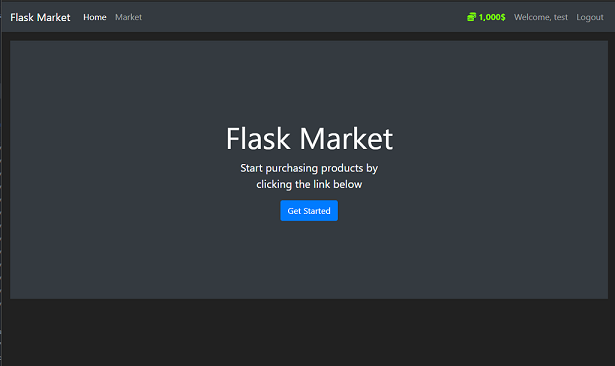 Flask Market Home Market 1,000$ Welcome, test Logout
Flask Market
Start purchasing products by
clicking the link below
Get Started